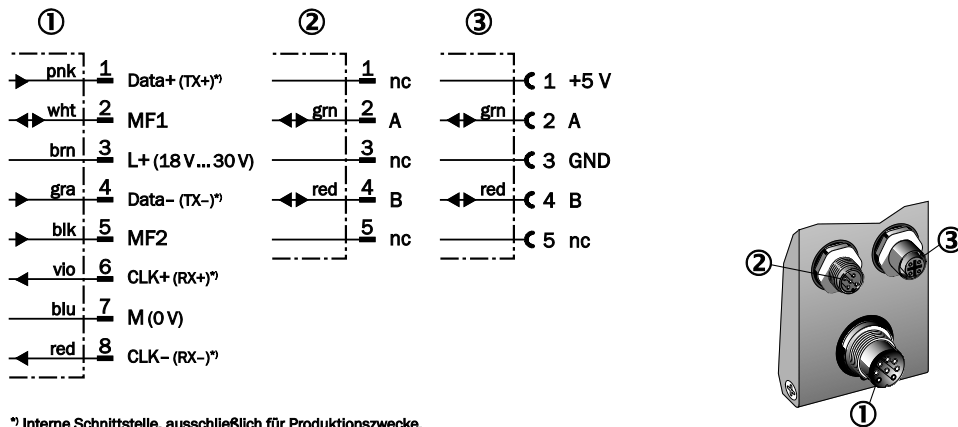 ① ② ③
pnk 1 Data+ (TX+)*)
wht 2 MF1
brn 3 L+ (18 V... 30 V)
gra 4 Data– (TX–)*)
blk 5 MF2
vio 6 CLK+ (RX+)*)
blu 7 M (0 V)
red 8 CLK– (RX–)*)
1 nc
grn 2 A
3 nc
red 4 B
5 nc
1 +5 V
grn 2 A
3 GND
red 4 B
5 nc
③
②
①
*) Interne Schnittstelle, ausschließlich für Produktionszwecke.